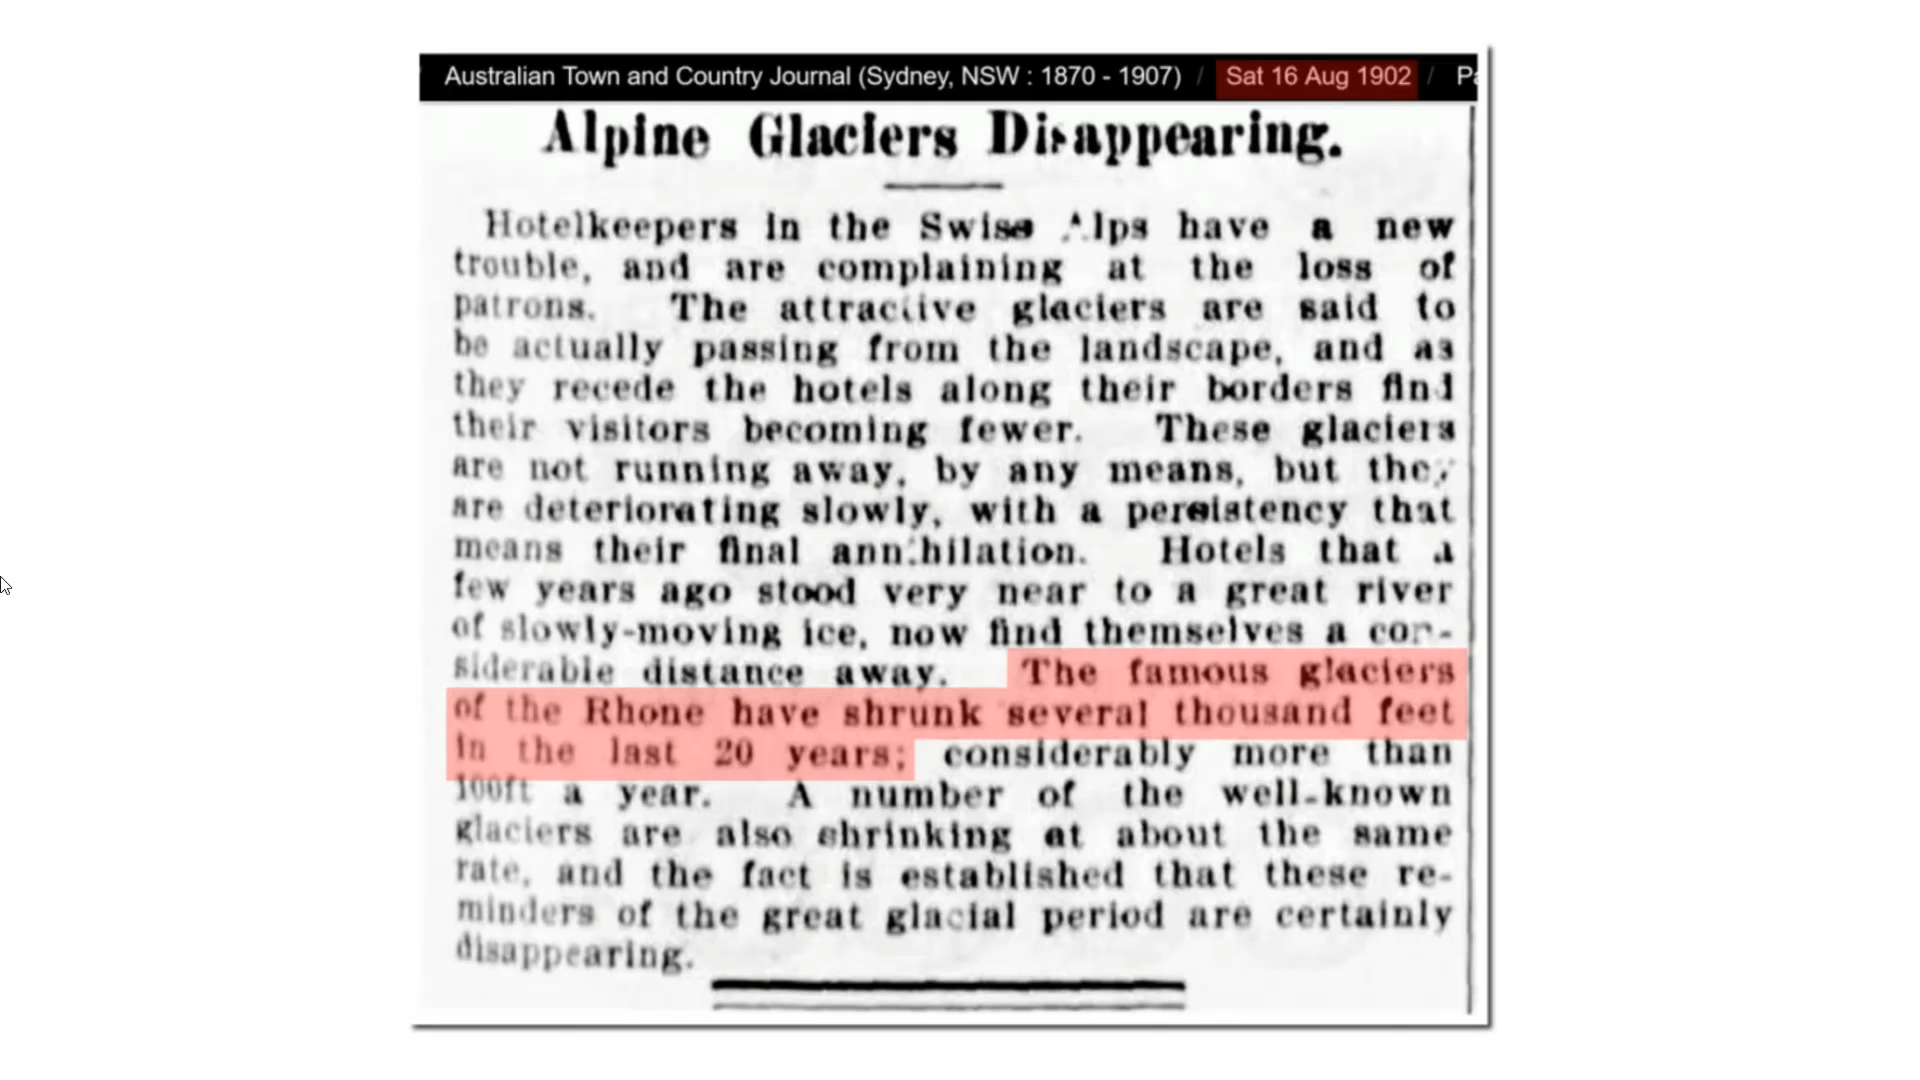 Australian Town and Country Journal (Sydney, NSW : 1870 - 1907) / Sat 16 Aug 1902 /
Alpine Glaciers Disappearing.
Hotelkeepers in the Swiss Alps have a new
trouble, and are complaining at the loss of
patrons. The attractive glaciers are said to
be actually passing from the landscape, and as
they recede the hotels along their borders find
their visitors becoming fewer. These glaciers
are not running away, by any means, but they
are deteriorating slowly, with a persistency that
means their final annihilation. Hotels that a
few years ago stood very near to a great river
of slowly-moving ice, now find themselves a con-
siderable distance away. The famous glaciers
of the Rhone have shrunk several thousand feet
in the last 20 years; considerably more than
100ft a year. A number of the well-known
glaciers are also shrinking at about the same
rate, and the fact is established that these re-
minders of the great glacial period are certainly
disappearing.